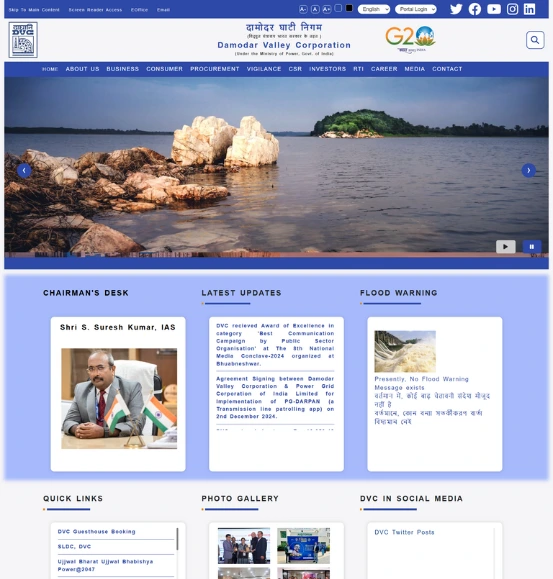 Skip To Main Content Screen Reader Access EOffice Email A- A A+ English Portal Login
दामोदर घाटी निगम
DVC
Damodar Valley Corporation
(Under the Ministry of Power, Govt. of India)
G20
HOME ABOUT US BUSINESS CONSUMER PROCUREMENT VIGILANCE CSR INVESTORS RTI CAREER MEDIA CONTACT
CHAIRMAN'S DESK
Shri S. Suresh Kumar, IAS
LATEST UPDATES
DVC recieved Award of Excellence in
category 'Best Communication
Campaign by Public Sector
Organisation' at The 5th National
Media Conclave-2024 organized at
Bhubneshwar.
Agreement Signing between Damodar
Valley Corporation & Power Grid
Corporation of India Limited for
implementation of PG-DARPAN (a
Transmission line patrolling app) on
2nd December 2024.
FLOOD WARNING
Presently, No Flood Warning
Message exists
वर्तमान में, कोई बाढ़ चेतावनी संदेश मौजूद
नहीं है
বর্তমানে, কোন বন্যা সতর্কীকরণ বার্তা
বিদ্যমান নেই
QUICK LINKS
DVC Guesthouse Booking
SLDC, DVC
Ujjwal Bharat Ujjwal Bhabishya
Power@2047
PHOTO GALLERY
DVC IN SOCIAL MEDIA
DVC Twitter Posts